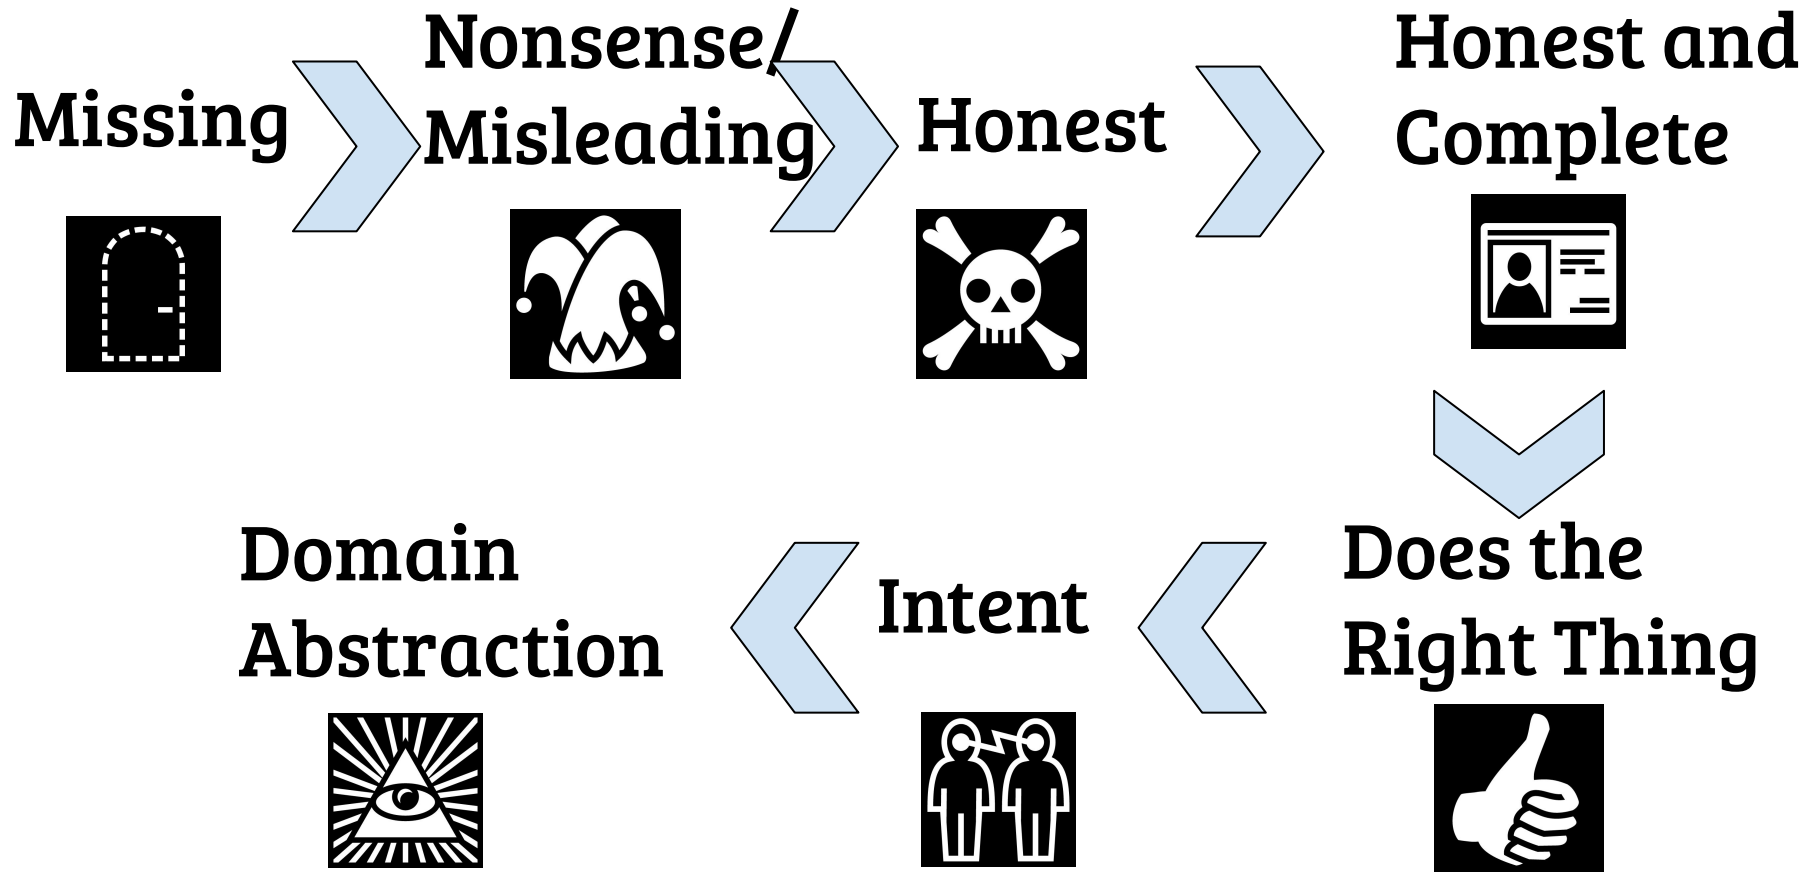 Missing
Nonsense/
Misleading
Honest
Honest and
Complete
Does the
Right Thing
Intent
Domain
Abstraction